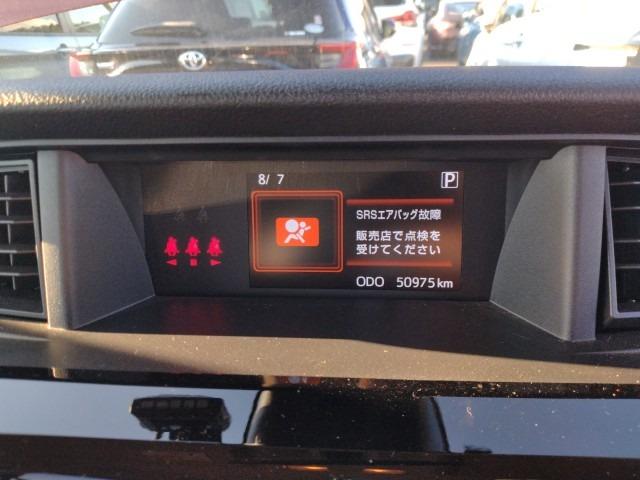 8/ 7
P
SRSエアバッグ故障
販売店で点検を
受けてください
ODO 50975km